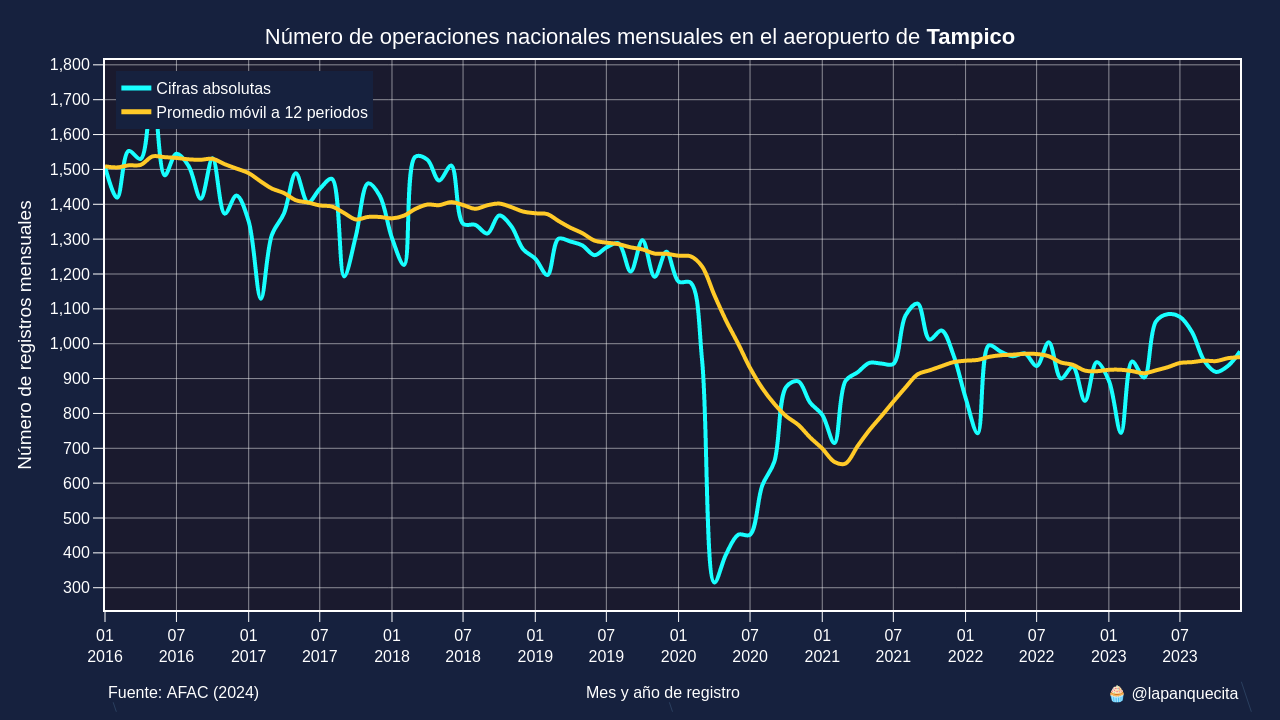 Número de operaciones nacionales mensuales en el aeropuerto de Tampico
Cifras absolutas
Promedio móvil a 12 periodos
Número de registros mensuales
1,800
1,700
1,600
1,500
1,400
1,300
1,200
1,100
1,000
900
800
700
600
500
400
300
01 07 01 07 01 07 01 07 01 07 01 07 01 07 01 07
2016 2016 2017 2017 2018 2018 2019 2019 2020 2020 2021 2021 2022 2022 2023 2023
Fuente: AFAC (2024) Mes y año de registro 🧁 @lapanquecita